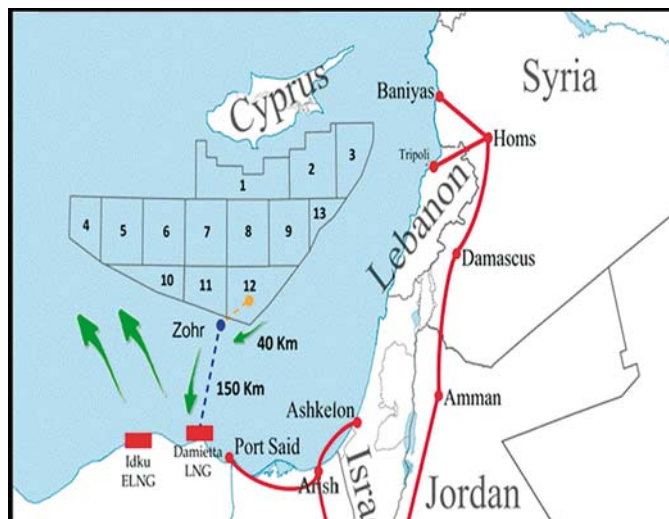 Cyprus
Syria
Baniyas
Homs
Tripoli
Lebanon
3
2
1
13
4
5
6
7
8
9
10
11
12
Damascus
Zohr
40 Km
150 Km
Amman
Ashkelon
Idku
ELNG
Damietta
LNG
Port Said
Arish
Isra
Jordan